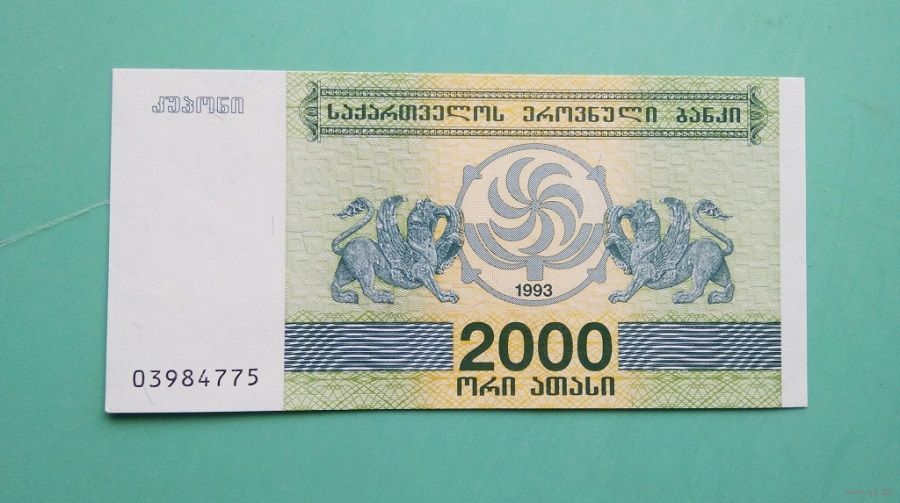 კუპონი
საქართველოს ეროვნული ბანკი
1993
2000
ორი ათასი
03984775